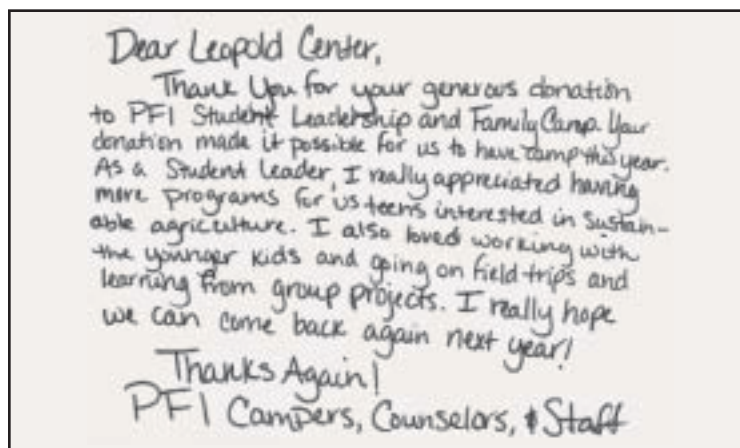 Dear Leopold Center,
Thank You for your generous donation
to PFI Student Leadership and Family Camp. Your
donation made it possible for us to have camp this year.
As a Student Leader, I really appreciated having
more programs for us teens interested in sustain-
able agriculture. I also loved working with
the younger kids and going on field trips and
learning from group projects. I really hope
we can come back again next year!
Thanks Again!
PFI Campers, Counselors, & Staff